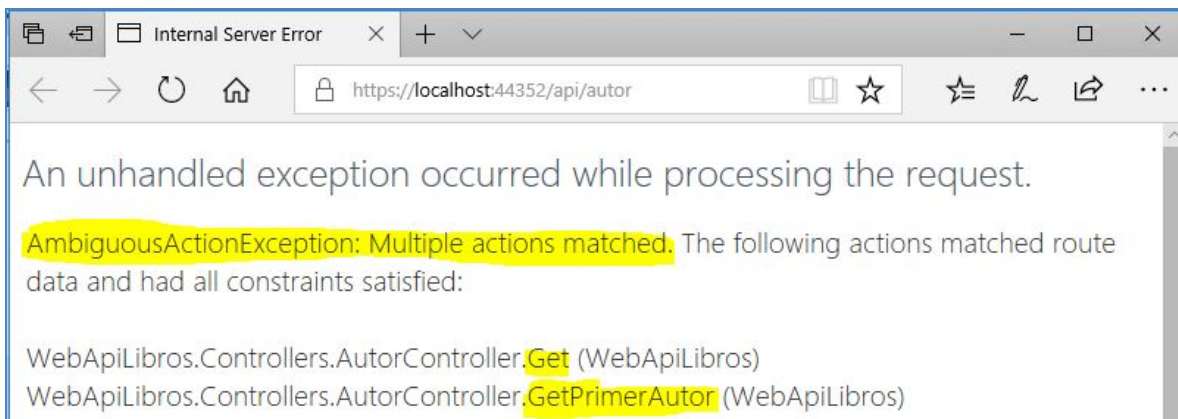 Internal Server Error
https://localhost:44352/api/autor
An unhandled exception occurred while processing the request.
AmbiguousActionException: Multiple actions matched. The following actions matched route
data and had all constraints satisfied:
WebApiLibros.Controllers.AutorController.Get (WebApiLibros)
WebApiLibros.Controllers.AutorController.GetPrimerAutor (WebApiLibros)